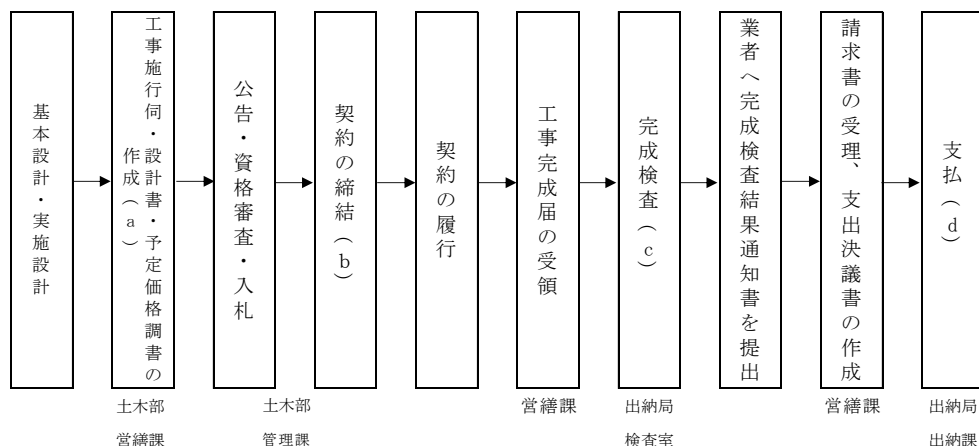 基本設計・実施設計
工事施行伺・設計書・予定価格調書の
作成（a）
公告・資格審査・入札
契約の締結（b）
契約の履行
工事完成届の受領
完成検査（c）
業者へ完成検査結果通知書を提出
請求書の受理、支出決議書の作成
支払（d）
土木部
営繕課
土木部
管理課
営繕課
出納局
検査室
営繕課
出納局
出納課